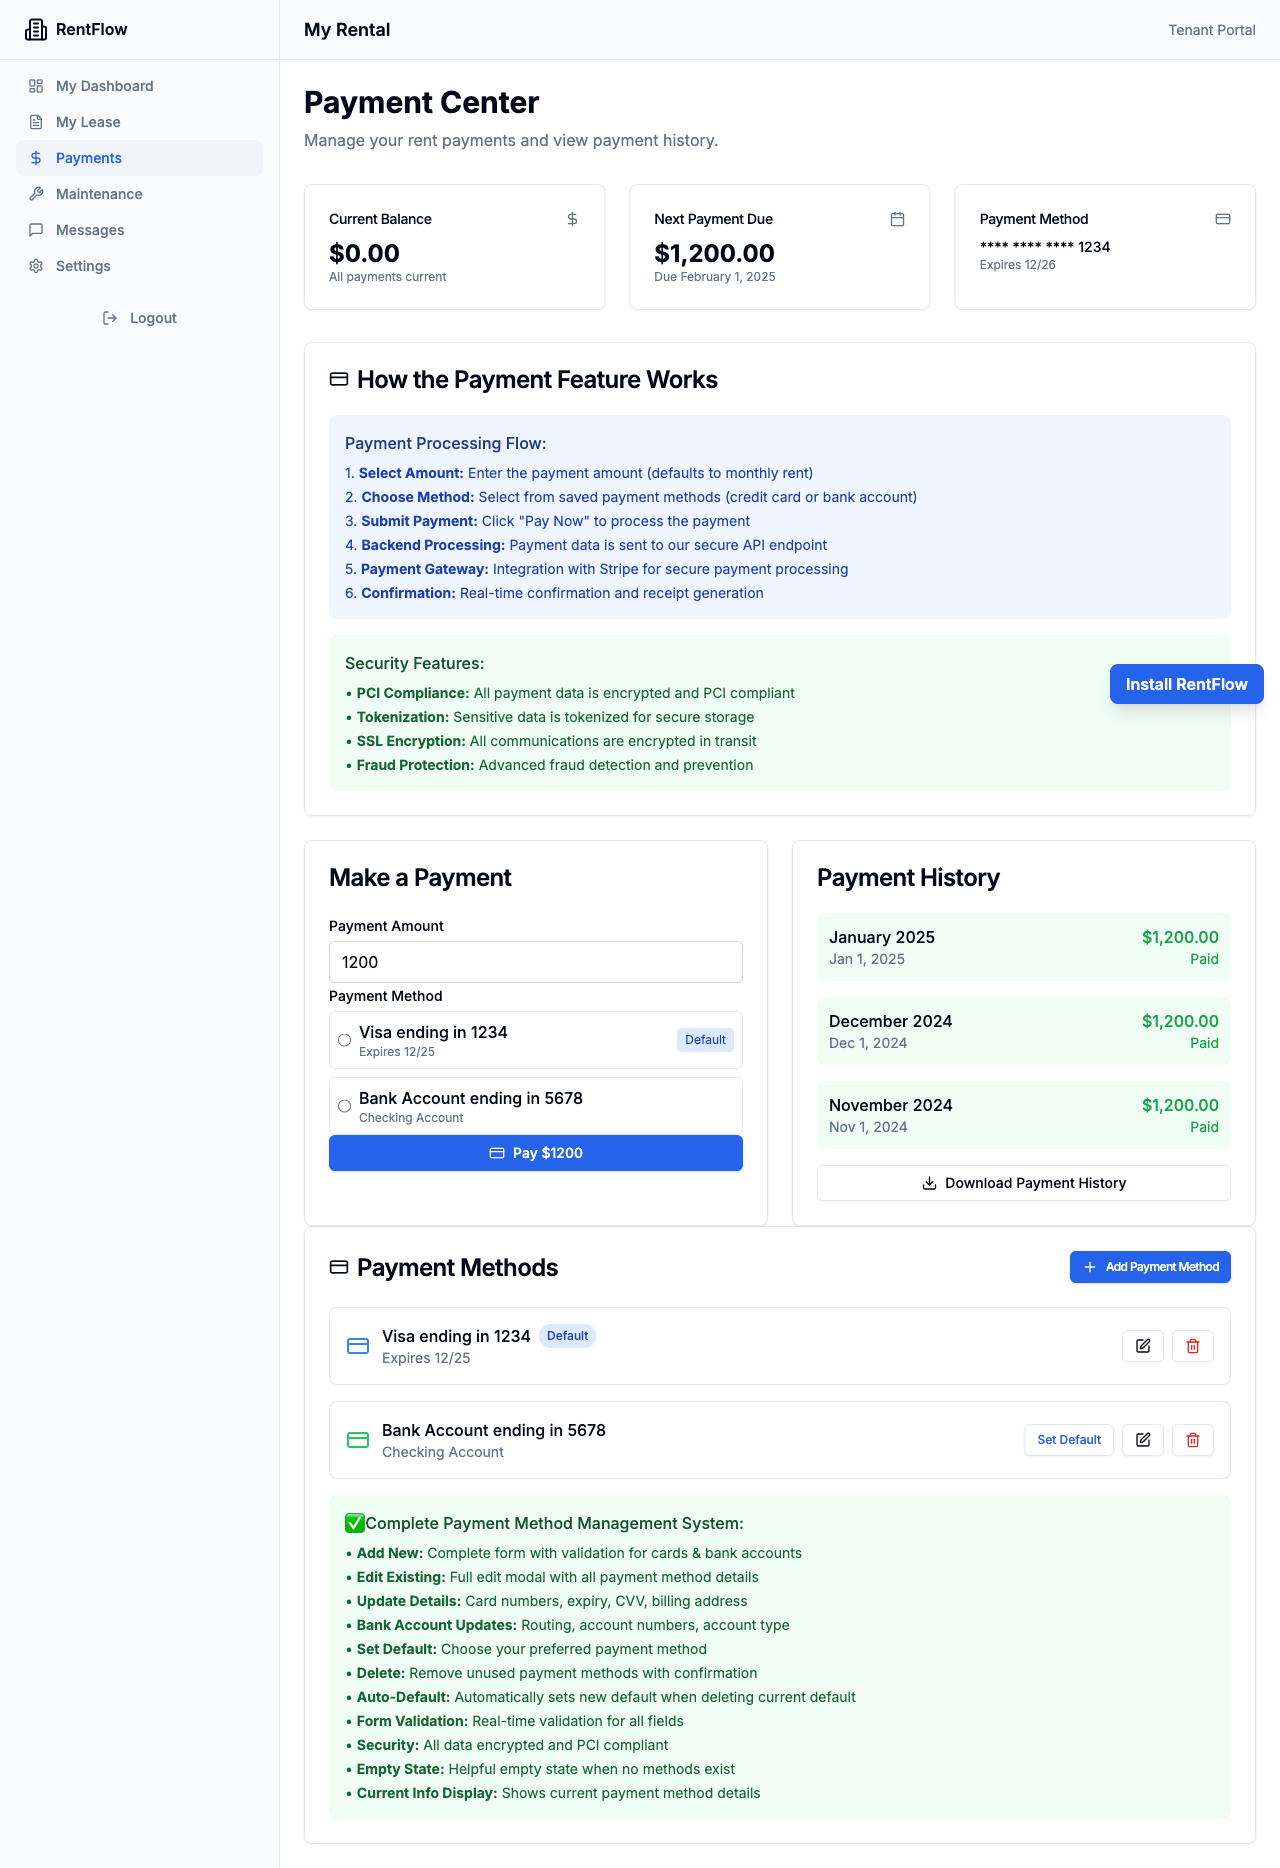 RentFlow
My Dashboard
My Lease
Payments
Maintenance
Messages
Settings
Logout
My Rental
Tenant Portal
Payment Center
Manage your rent payments and view payment history.
Current Balance
$0.00
All payments current
Next Payment Due
$1,200.00
Due February 1, 2025
Payment Method
**** **** **** 1234
Expires 12/26
How the Payment Feature Works
Payment Processing Flow:
1. Select Amount: Enter the payment amount (defaults to monthly rent)
2. Choose Method: Select from saved payment methods (credit card or bank account)
3. Submit Payment: Click "Pay Now" to process the payment
4. Backend Processing: Payment data is sent to our secure API endpoint
5. Payment Gateway: Integration with Stripe for secure payment processing
6. Confirmation: Real-time confirmation and receipt generation
Security Features:
• PCI Compliance: All payment data is encrypted and PCI compliant
• Tokenization: Sensitive data is tokenized for secure storage
• SSL Encryption: All communications are encrypted in transit
• Fraud Protection: Advanced fraud detection and prevention
Install RentFlow
Make a Payment
Payment Amount
1200
Payment Method
Visa ending in 1234
Expires 12/25
Default
Bank Account ending in 5678
Checking Account
Pay $1200
Payment History
January 2025
$1,200.00
Jan 1, 2025
Paid
December 2024
$1,200.00
Dec 1, 2024
Paid
November 2024
$1,200.00
Nov 1, 2024
Paid
Download Payment History
Payment Methods
Add Payment Method
Visa ending in 1234
Default
Expires 12/25
Bank Account ending in 5678
Checking Account
Set Default
✅Complete Payment Method Management System:
• Add New: Complete form with validation for cards & bank accounts
• Edit Existing: Full edit modal with all payment method details
• Update Details: Card numbers, expiry, CVV, billing address
• Bank Account Updates: Routing, account numbers, account type
• Set Default: Choose your preferred payment method
• Delete: Remove unused payment methods with confirmation
• Auto-Default: Automatically sets new default when deleting current default
• Form Validation: Real-time validation for all fields
• Security: All data encrypted and PCI compliant
• Empty State: Helpful empty state when no methods exist
• Current Info Display: Shows current payment method details